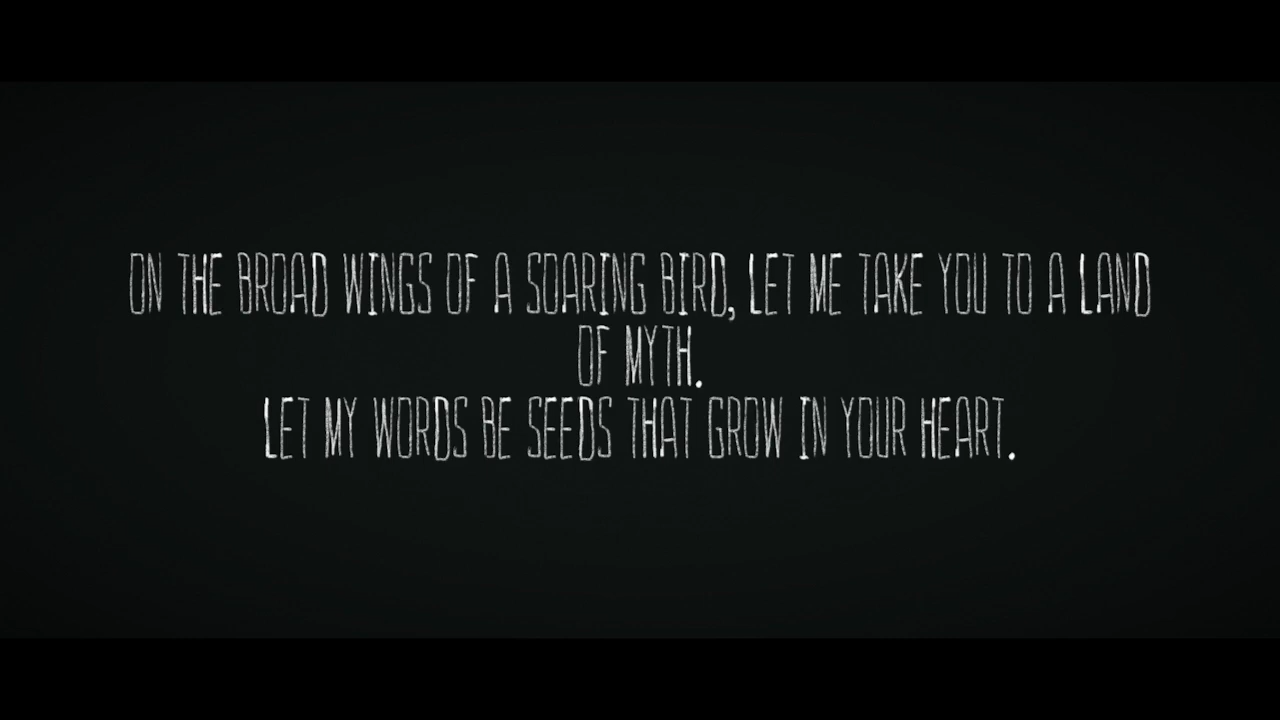 ON THE BROAD WINGS OF A SOARING BIRD, LET ME TAKE YOU TO A LAND
OF MYTH.
LET MY WORDS BE SEEDS THAT GROW IN YOUR HEART.